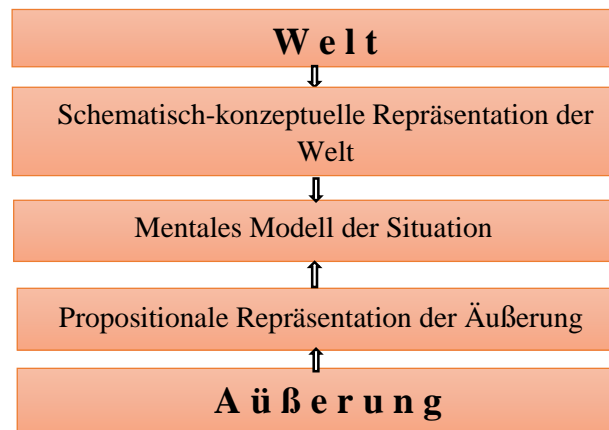 W e l t
Schematisch-konzeptuelle Repräsentation der
Welt
Mentales Modell der Situation
Propositionale Repräsentation der Äußerung
A ü ß e r u n g